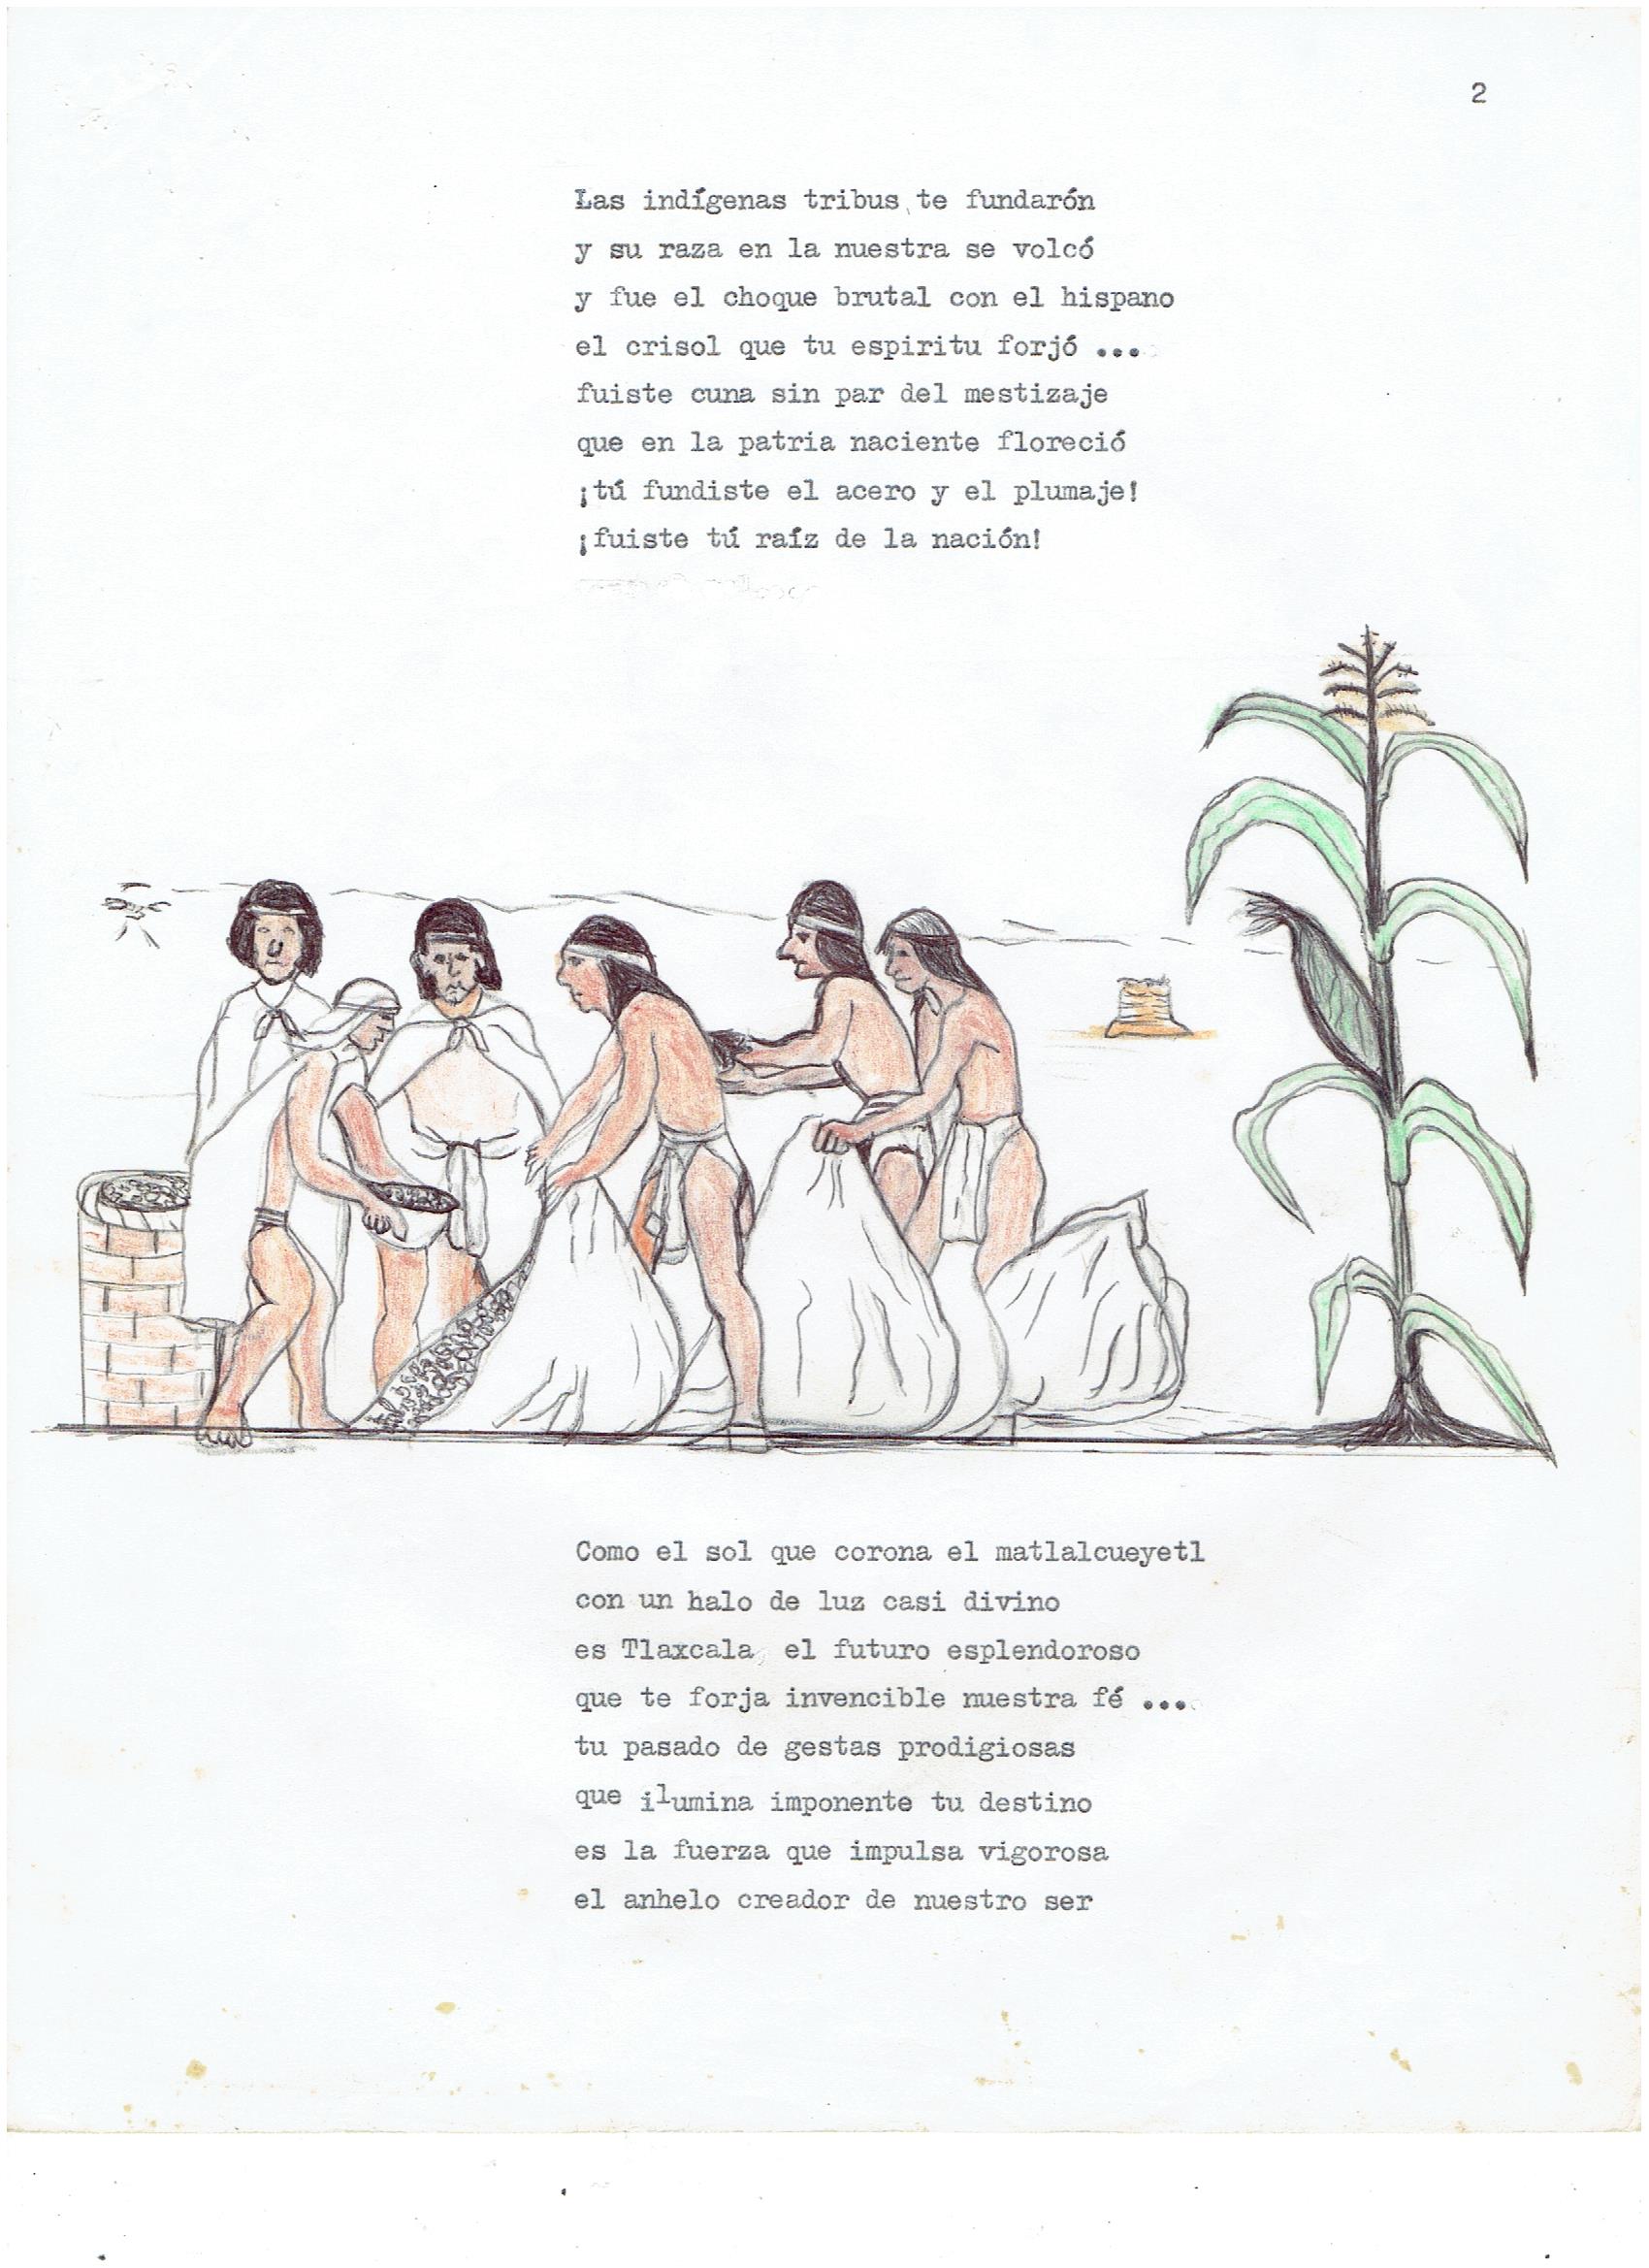 2
Las indígenas tribus te fundarón
y su raza en la nuestra se volcó
y fue el choque brutal con el hispano
el crisol que tu espiritu forjó ...
fuiste cuna sin par del mestizaje
que en la patria naciente floreció
¡tú fundiste el acero y el plumaje!
¡fuiste tú raíz de la nación!
Como el sol que corona el matlalcueyetl
con un halo de luz casi divino
es Tlaxcala el futuro esplendoroso
que te forja invencible nuestra fé ...
tu pasado de gestas prodigiosas
que ilumina imponente tu destino
es la fuerza que impulsa vigorosa
el anhelo creador de nuestro ser